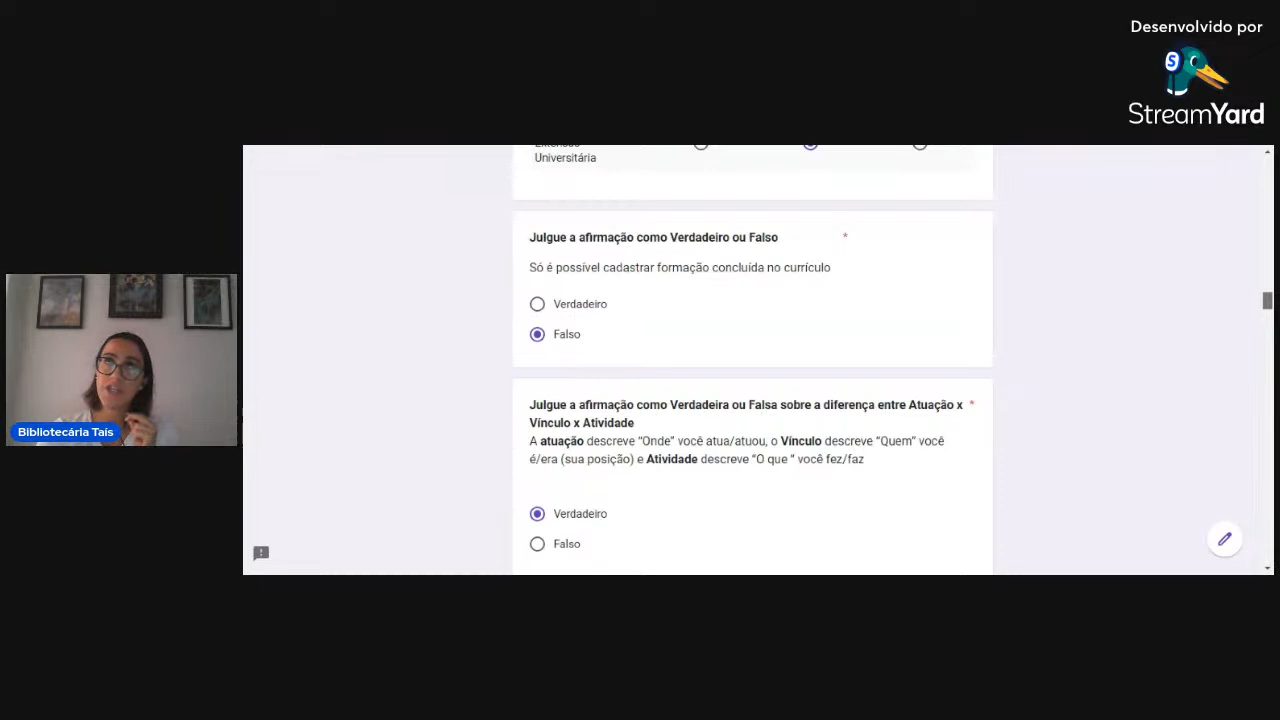 Desenvolvido por
StreamYard
Extensão
Universitária
Julgue a afirmação como Verdadeiro ou Falso *
Só é possível cadastrar formação concluída no currículo
Verdadeiro
Falso
Julgue a afirmação como Verdadeira ou Falsa sobre a diferença entre Atuação x *
Vínculo x Atividade
A atuação descreve “Onde” você atua/atuou, o Vínculo descreve “Quem” você
é/era (sua posição) e Atividade descreve “O que ” você fez/faz
Verdadeiro
Falso
Bibliotecária Taís